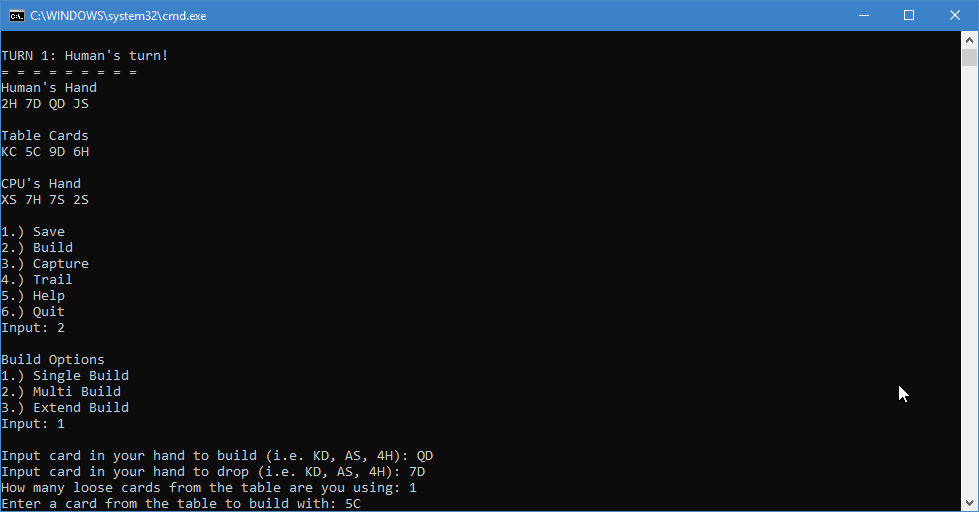 C:\WINDOWS\system32\cmd.exe
TURN 1: Human's turn!
= = = = = = = = =
Human's Hand
2H 7D QD JS
Table Cards
KC 5C 9D 6H
CPU's Hand
XS 7H 7S 2S
1.) Save
2.) Build
3.) Capture
4.) Trail
5.) Help
6.) Quit
Input: 2
Build Options
1.) Single Build
2.) Multi Build
3.) Extend Build
Input: 1
Input card in your hand to build (i.e. KD, AS, 4H): QD
Input card in your hand to drop (i.e. KD, AS, 4H): 7D
How many loose cards from the table are you using: 1
Enter a card from the table to build with: 5C